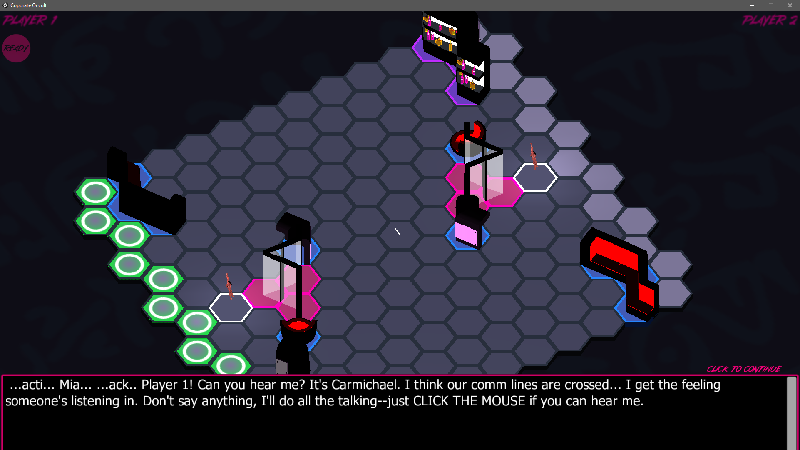 Corporate Occult
PLAYER 1
PLAYER 2
READY
CLICK TO CONTINUE
...acti... Mia... ...ack.. Player 1! Can you hear me? It's Carmichael. I think our comm lines are crossed... I get the feeling
someone's listening in. Don't say anything, I'll do all the talking--just CLICK THE MOUSE if you can hear me.